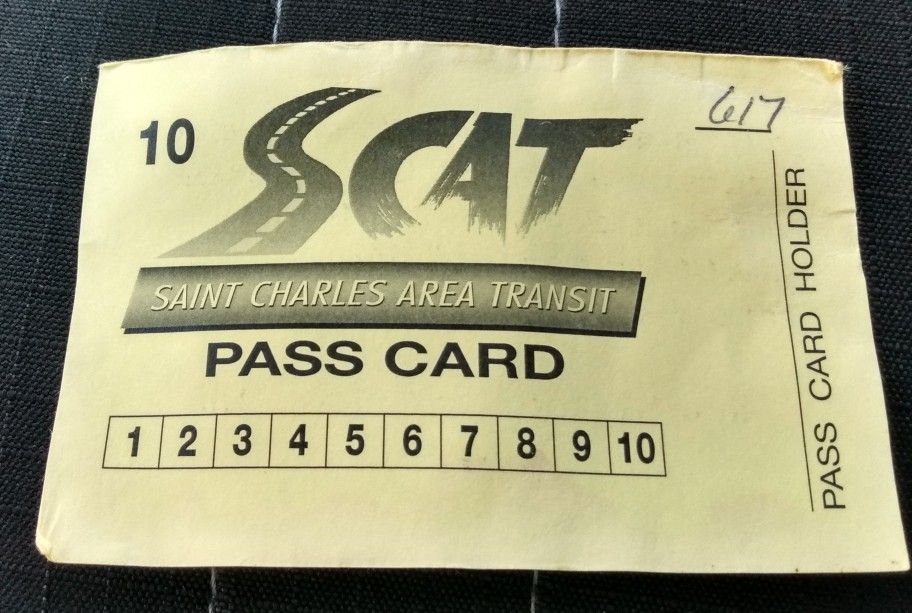 10
SCAT
617
SAINT CHARLES AREA TRANSIT
PASS CARD
1 2 3 4 5 6 7 8 9 10
PASS CARD HOLDER